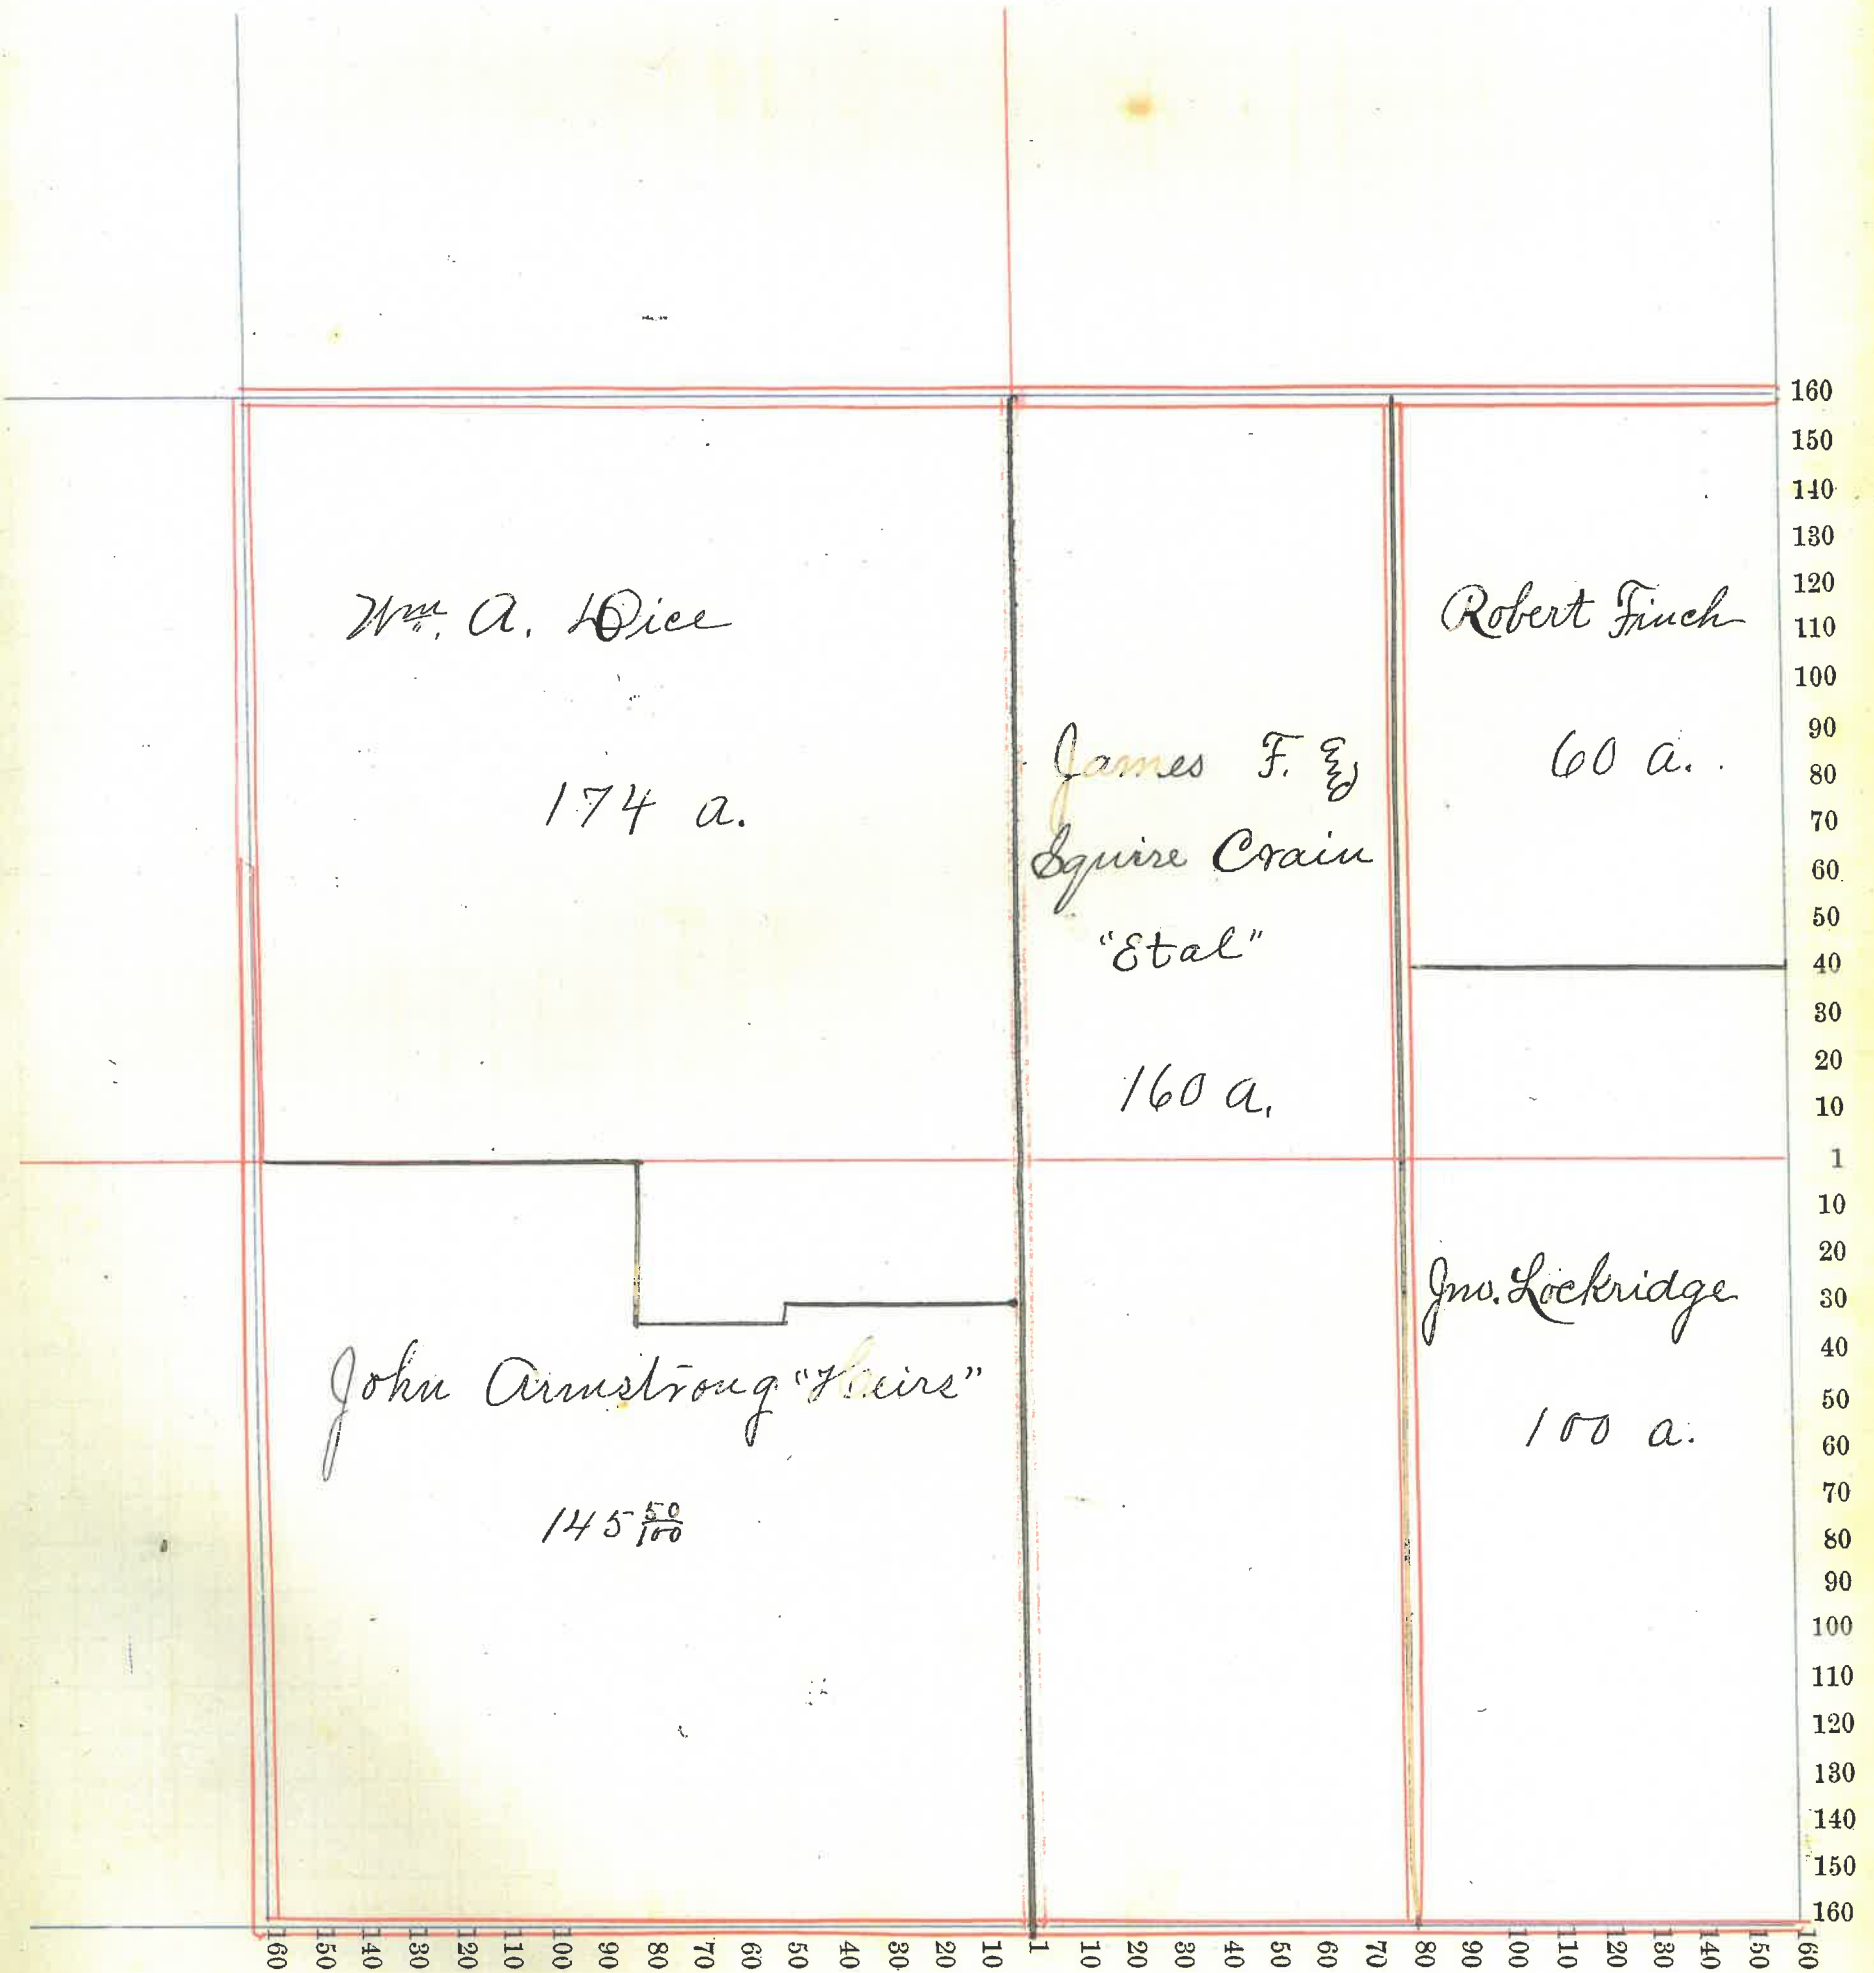 Wm. A. Dice
174 a.
James F. &
Squire Crain
"Etal"
160 a.
Robert Finch
60 a.
Jno. Lockridge
100 a.
John Armstrong "Heirs"
145 50/100
160
150
140
130
120
110
100
90
80
70
60
50
40
30
20
10
1
10
20
30
40
50
60
70
80
90
100
110
120
130
140
150
160
160 150 140 130 120 110 100 90 80 70 60 50 40 30 20 10 1 10 20 30 40 50 60 70 80 90 100 110 120 130 140 150 160